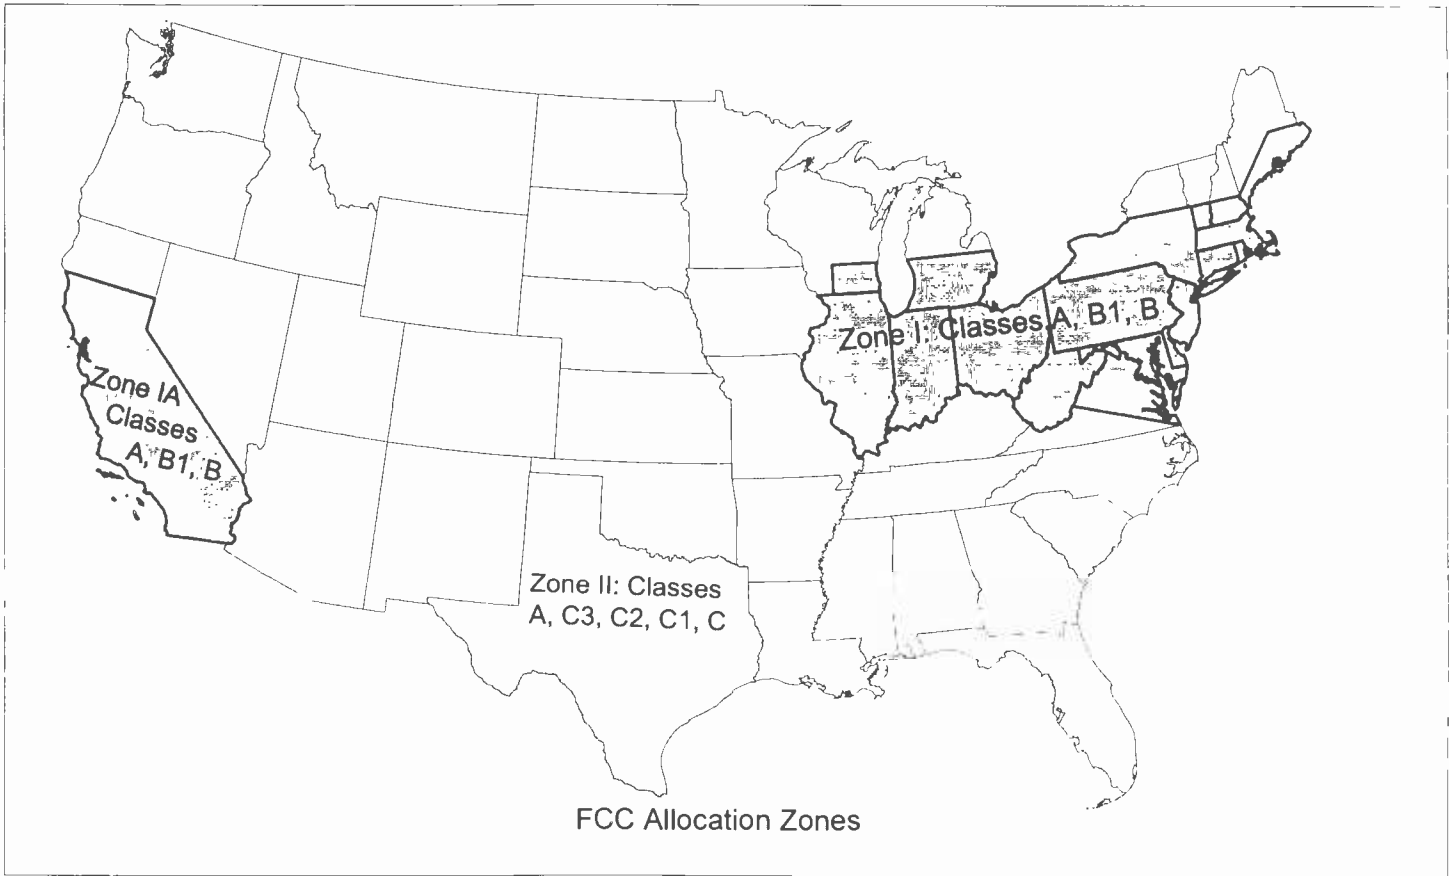 Zone I: Classes A, B1, B
Zone IA
Classes
A, B1, B
Zone II: Classes
A, C3, C2, C1, C
FCC Allocation Zones